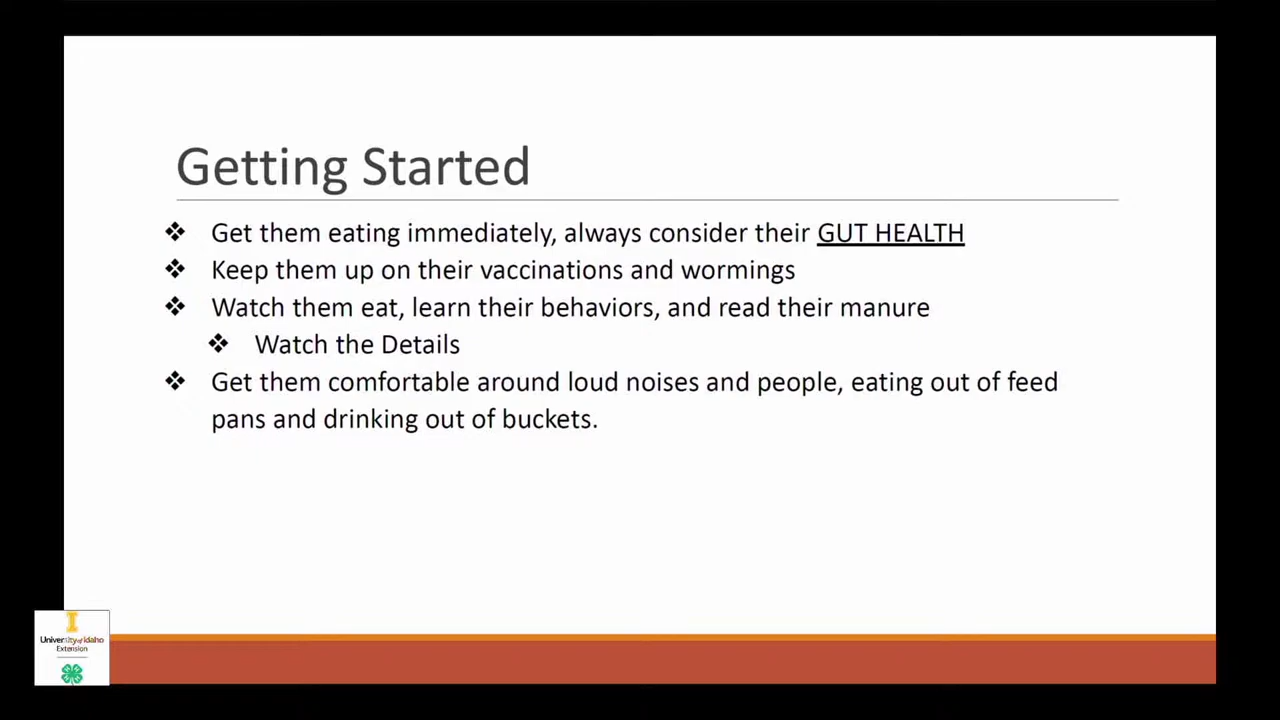 Getting Started
❖ Get them eating immediately, always consider their GUT HEALTH
❖ Keep them up on their vaccinations and wormings
❖ Watch them eat, learn their behaviors, and read their manure
❖ Watch the Details
❖ Get them comfortable around loud noises and people, eating out of feed
pans and drinking out of buckets.
I
University of Idaho
Extension